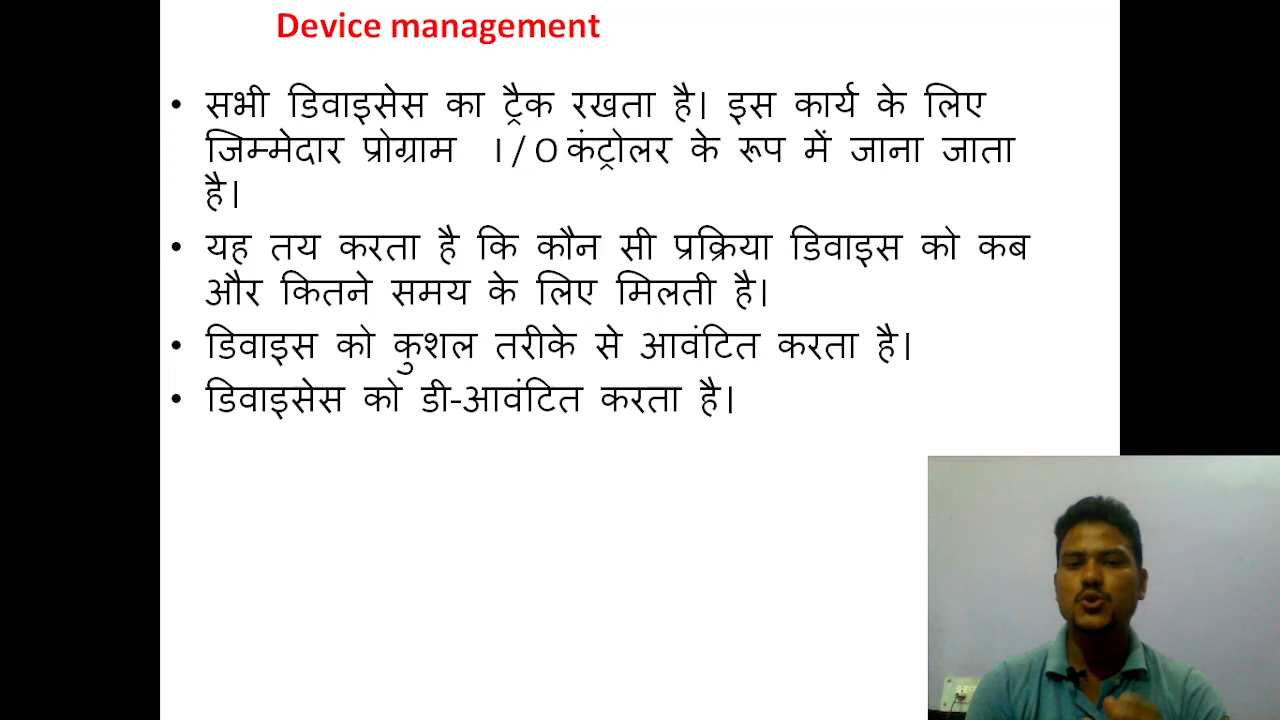 Device management
• सभी डिवाइसेस का ट्रैक रखता है। इस कार्य के लिए
जिम्मेदार प्रोग्राम I/O कंट्रोलर के रूप में जाना जाता
है।
• यह तय करता है कि कौन सी प्रक्रिया डिवाइस को कब
और कितने समय के लिए मिलती है।
• डिवाइस को कुशल तरीके से आवंटित करता है।
• डिवाइसेस को डी-आवंटित करता है।